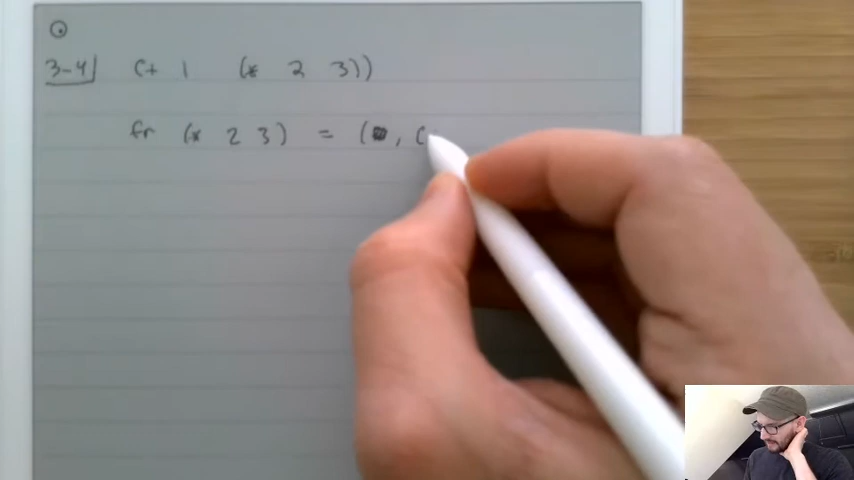 3-4| (+ 1 (* 2 3))
fr (* 2 3) = ( , (